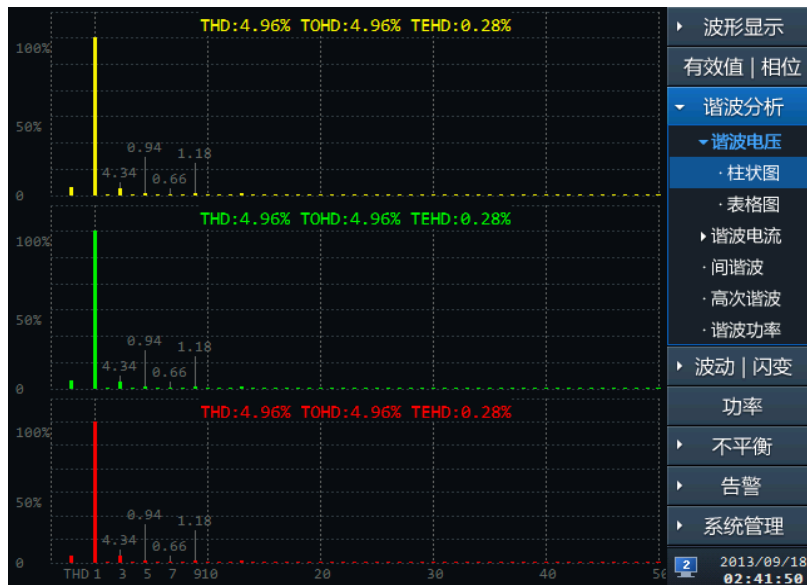 THD:4.96% TOHD:4.96% TEHD:0.28%
100%
50%
0
4.34
0.94
0.66
1.18
THD:4.96% TOHD:4.96% TEHD:0.28%
100%
50%
0
4.34
0.94
0.66
1.18
THD:4.96% TOHD:4.96% TEHD:0.28%
100%
50%
0
4.34
0.94
0.66
1.18
THD 1 3 5 7 910 20 30 40 50
波形显示
有效值 | 相位
谐波分析
谐波电压
·柱状图
·表格图
谐波电流
·间谐波
·高次谐波
·谐波功率
波动 | 闪变
功率
不平衡
告警
系统管理
2
2013/09/18
02:41:50